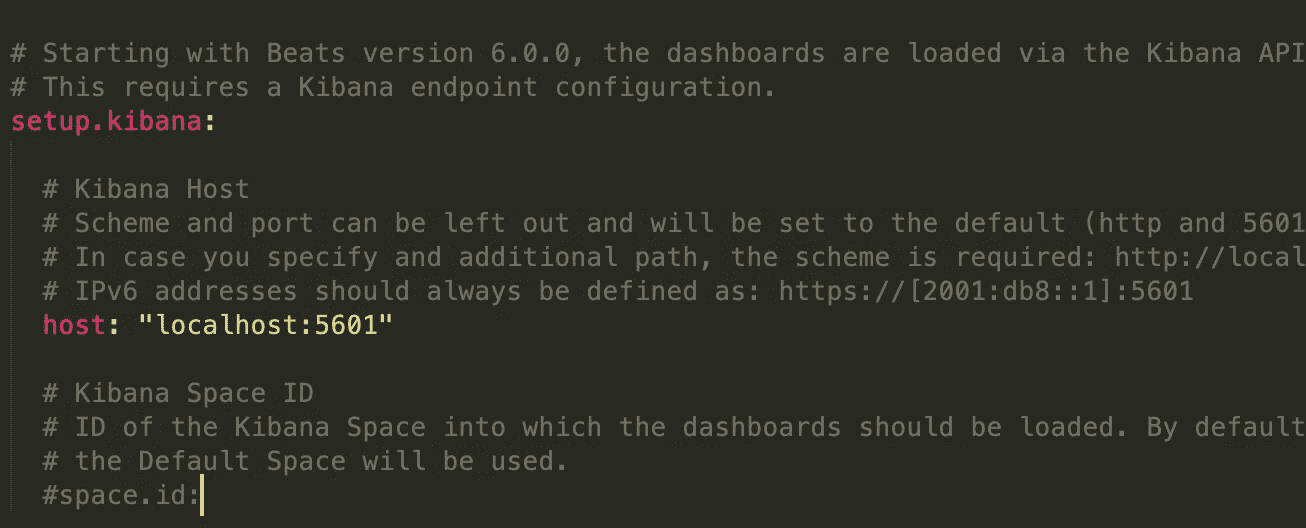 # Starting with Beats version 6.0.0, the dashboards are loaded via the Kibana API
# This requires a Kibana endpoint configuration.
setup.kibana:
# Kibana Host
# Scheme and port can be left out and will be set to the default (http and 5601
# In case you specify and additional path, the scheme is required: http://local
# IPv6 addresses should always be defined as: https://[2001:db8::1]:5601
host: "localhost:5601"
# Kibana Space ID
# ID of the Kibana Space into which the dashboards should be loaded. By default
# the Default Space will be used.
#space.id: